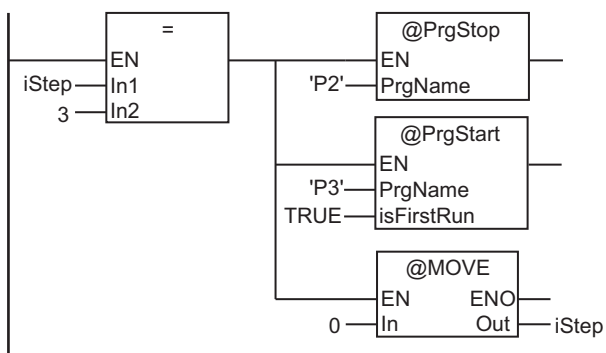 =
EN
iStep In1
3 In2
@PrgStop
EN
'P2' PrgName
@PrgStart
EN
'P3' PrgName
TRUE isFirstRun
@MOVE
EN ENO
0 In Out iStep